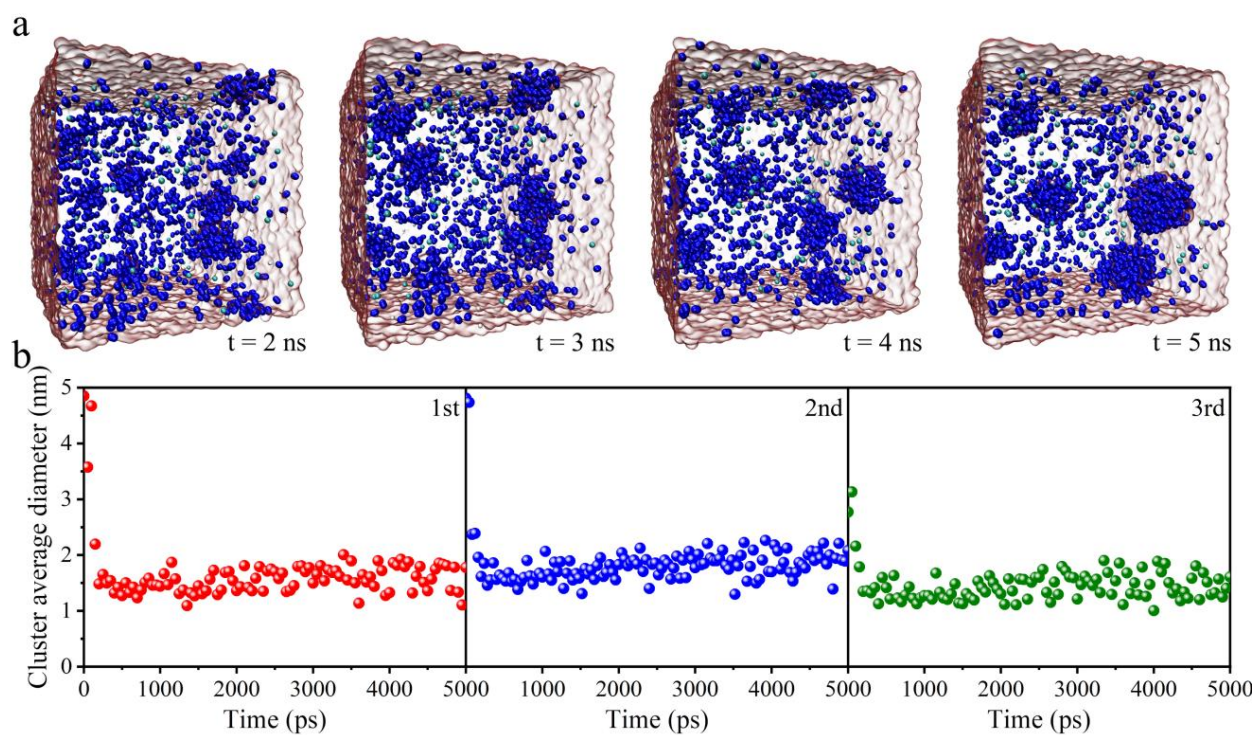 a
t = 2 ns
t = 3 ns
t = 4 ns
t = 5 ns
b
Cluster average diameter (nm)
5
4
3
2
1
0
1st
2nd
3rd
0 1000 2000 3000 4000 5000 1000 2000 3000 4000 5000 1000 2000 3000 4000 5000
Time (ps) Time (ps) Time (ps)